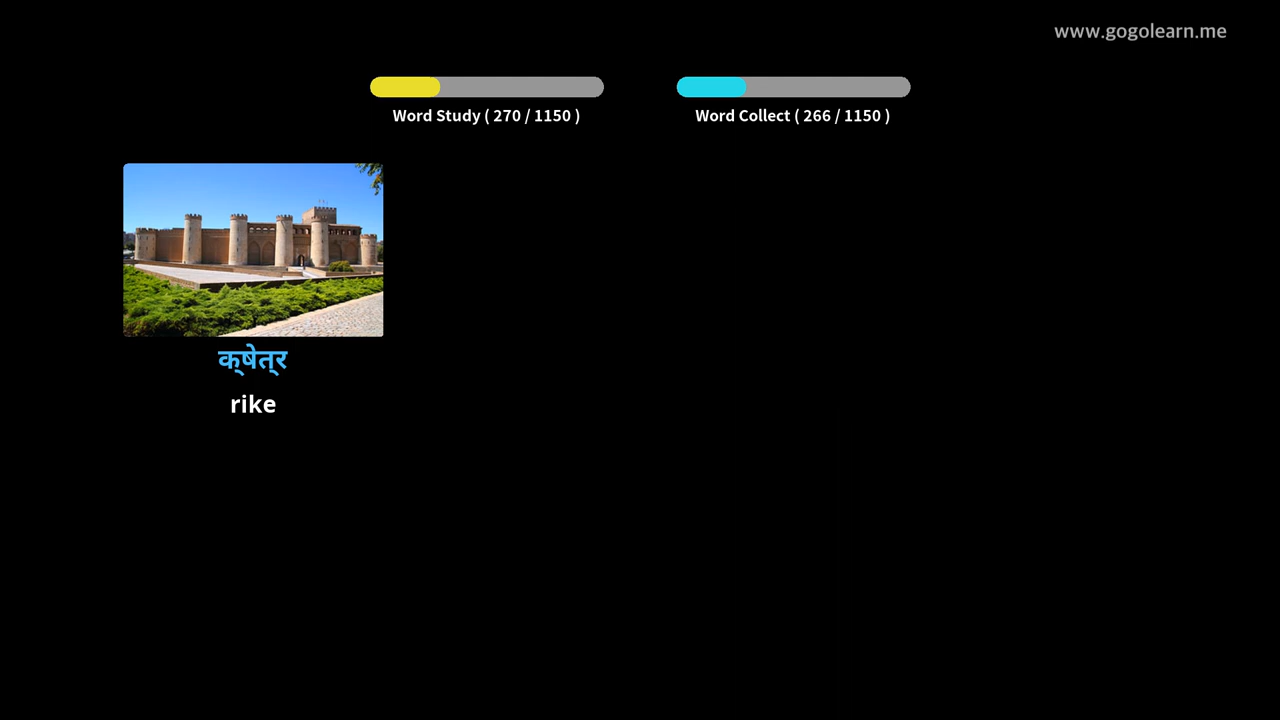 www.gogolearn.me
Word Study ( 270 / 1150 )
Word Collect ( 266 / 1150 )
क्षेत्र
rike